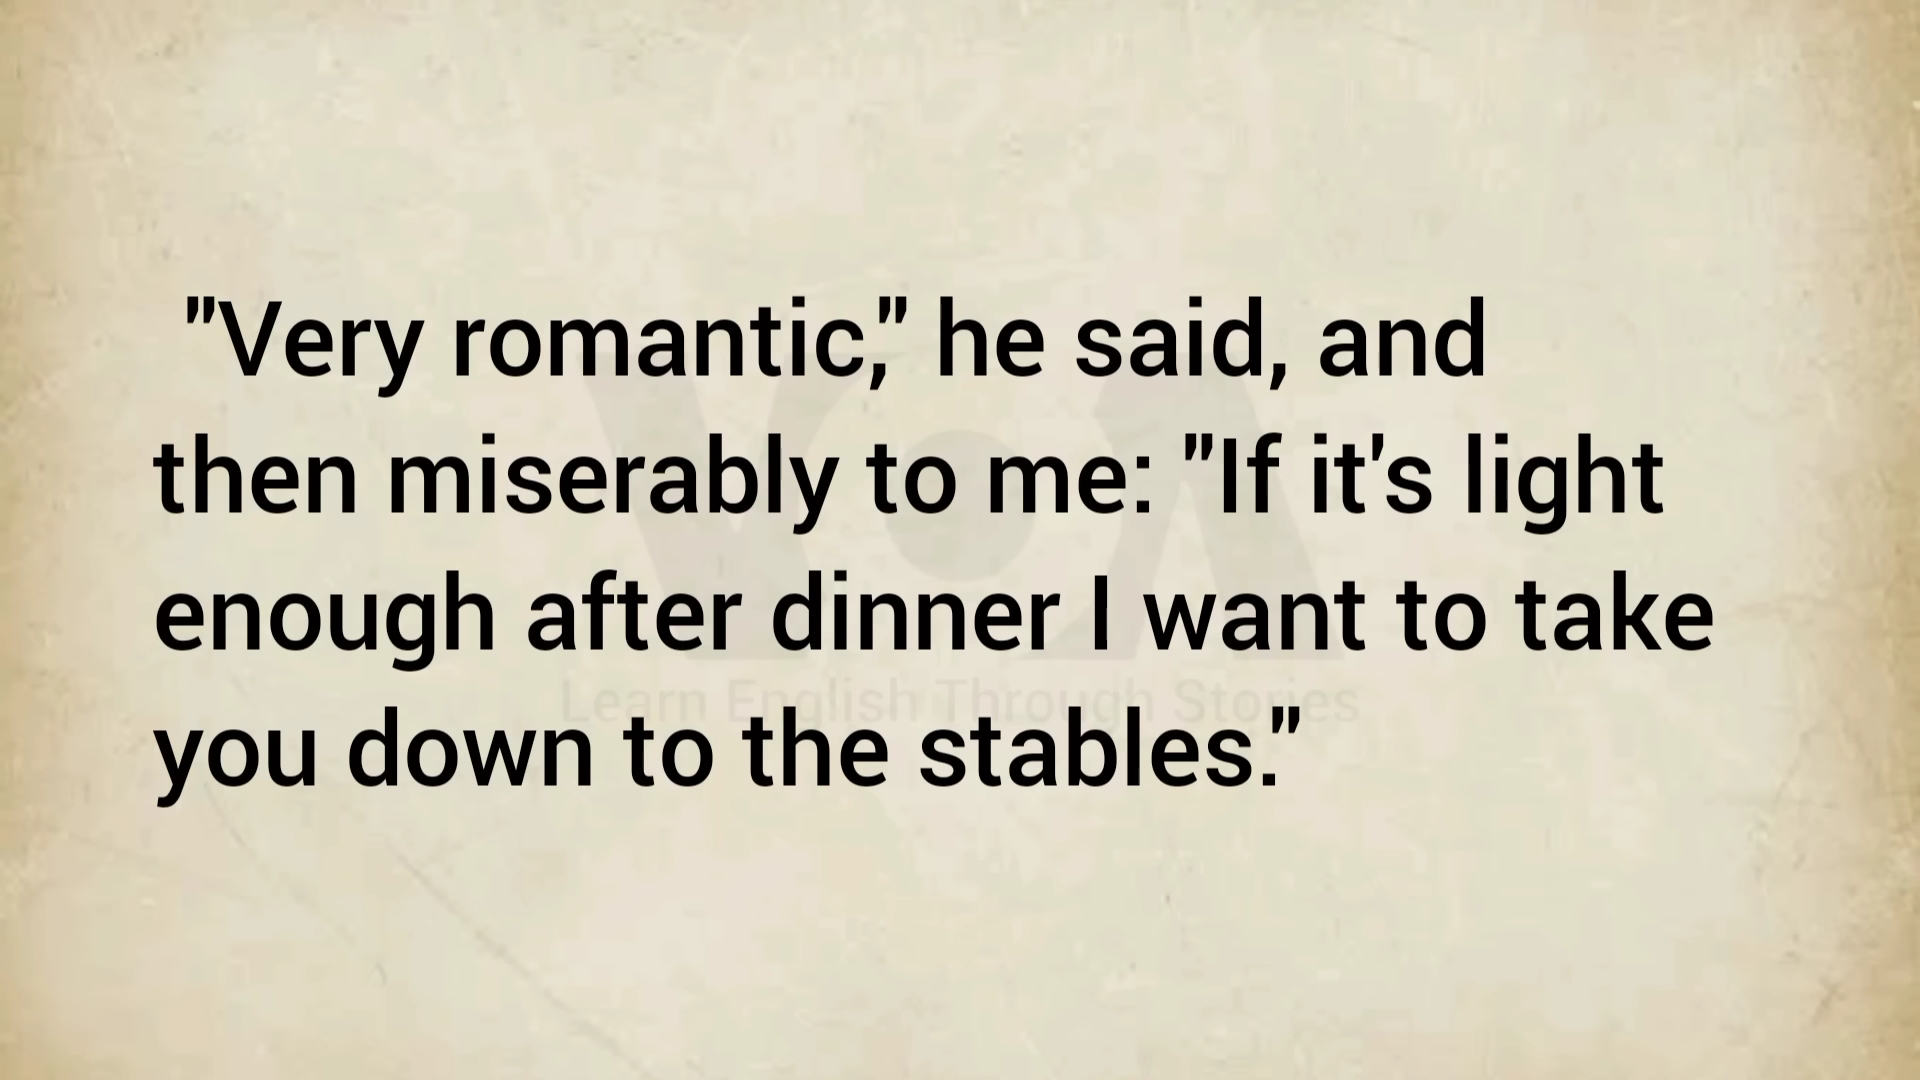 "Very romantic," he said, and
then miserably to me: "If it's light
enough after dinner I want to take
you down to the stables."
VOA
Learn English Through Stories